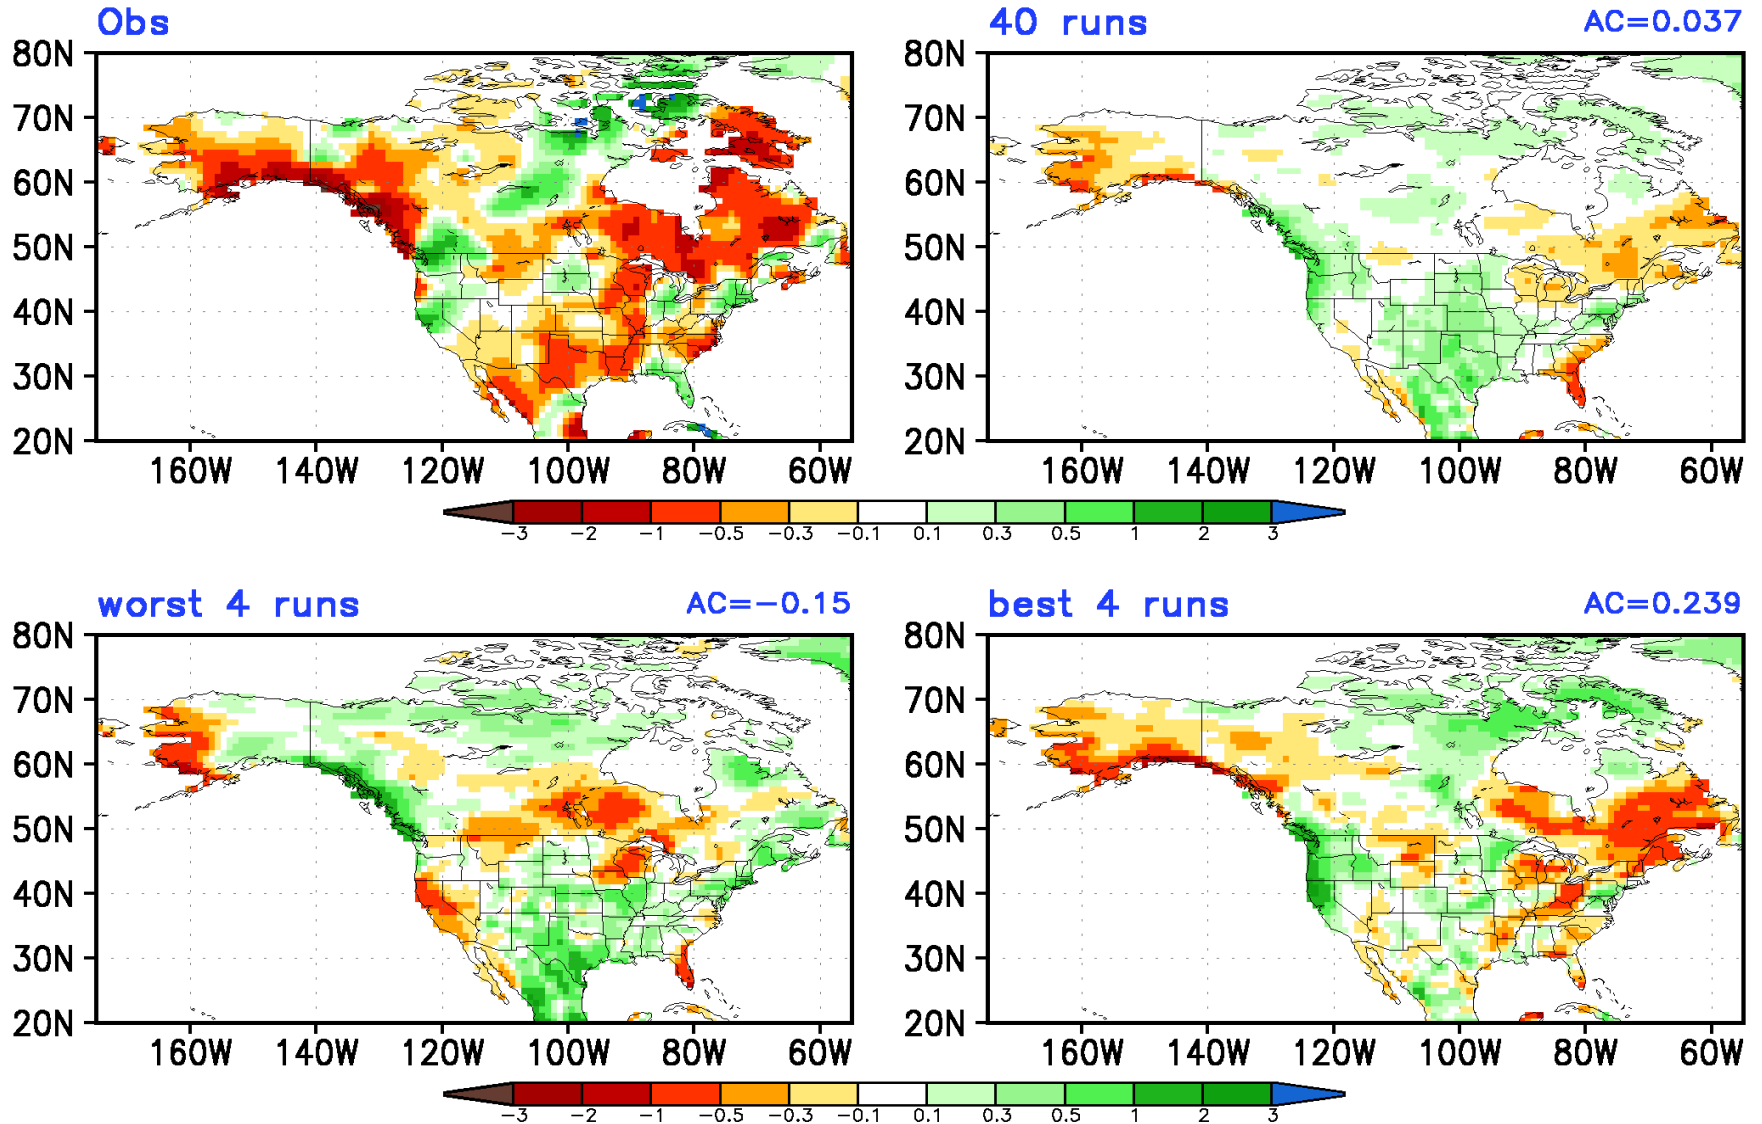 Obs
40 runs AC=0.037
80N 80N
70N 70N
60N 60N
50N 50N
40N 40N
30N 30N
20N 20N
160W 140W 120W 100W 80W 60W 160W 140W 120W 100W 80W 60W
-3 -2 -1 -0.5 -0.3 -0.1 0.1 0.3 0.5 1 2 3
worst 4 runs AC=-0.15
best 4 runs AC=0.239
80N 80N
70N 70N
60N 60N
50N 50N
40N 40N
30N 30N
20N 20N
160W 140W 120W 100W 80W 60W 160W 140W 120W 100W 80W 60W
-3 -2 -1 -0.5 -0.3 -0.1 0.1 0.3 0.5 1 2 3